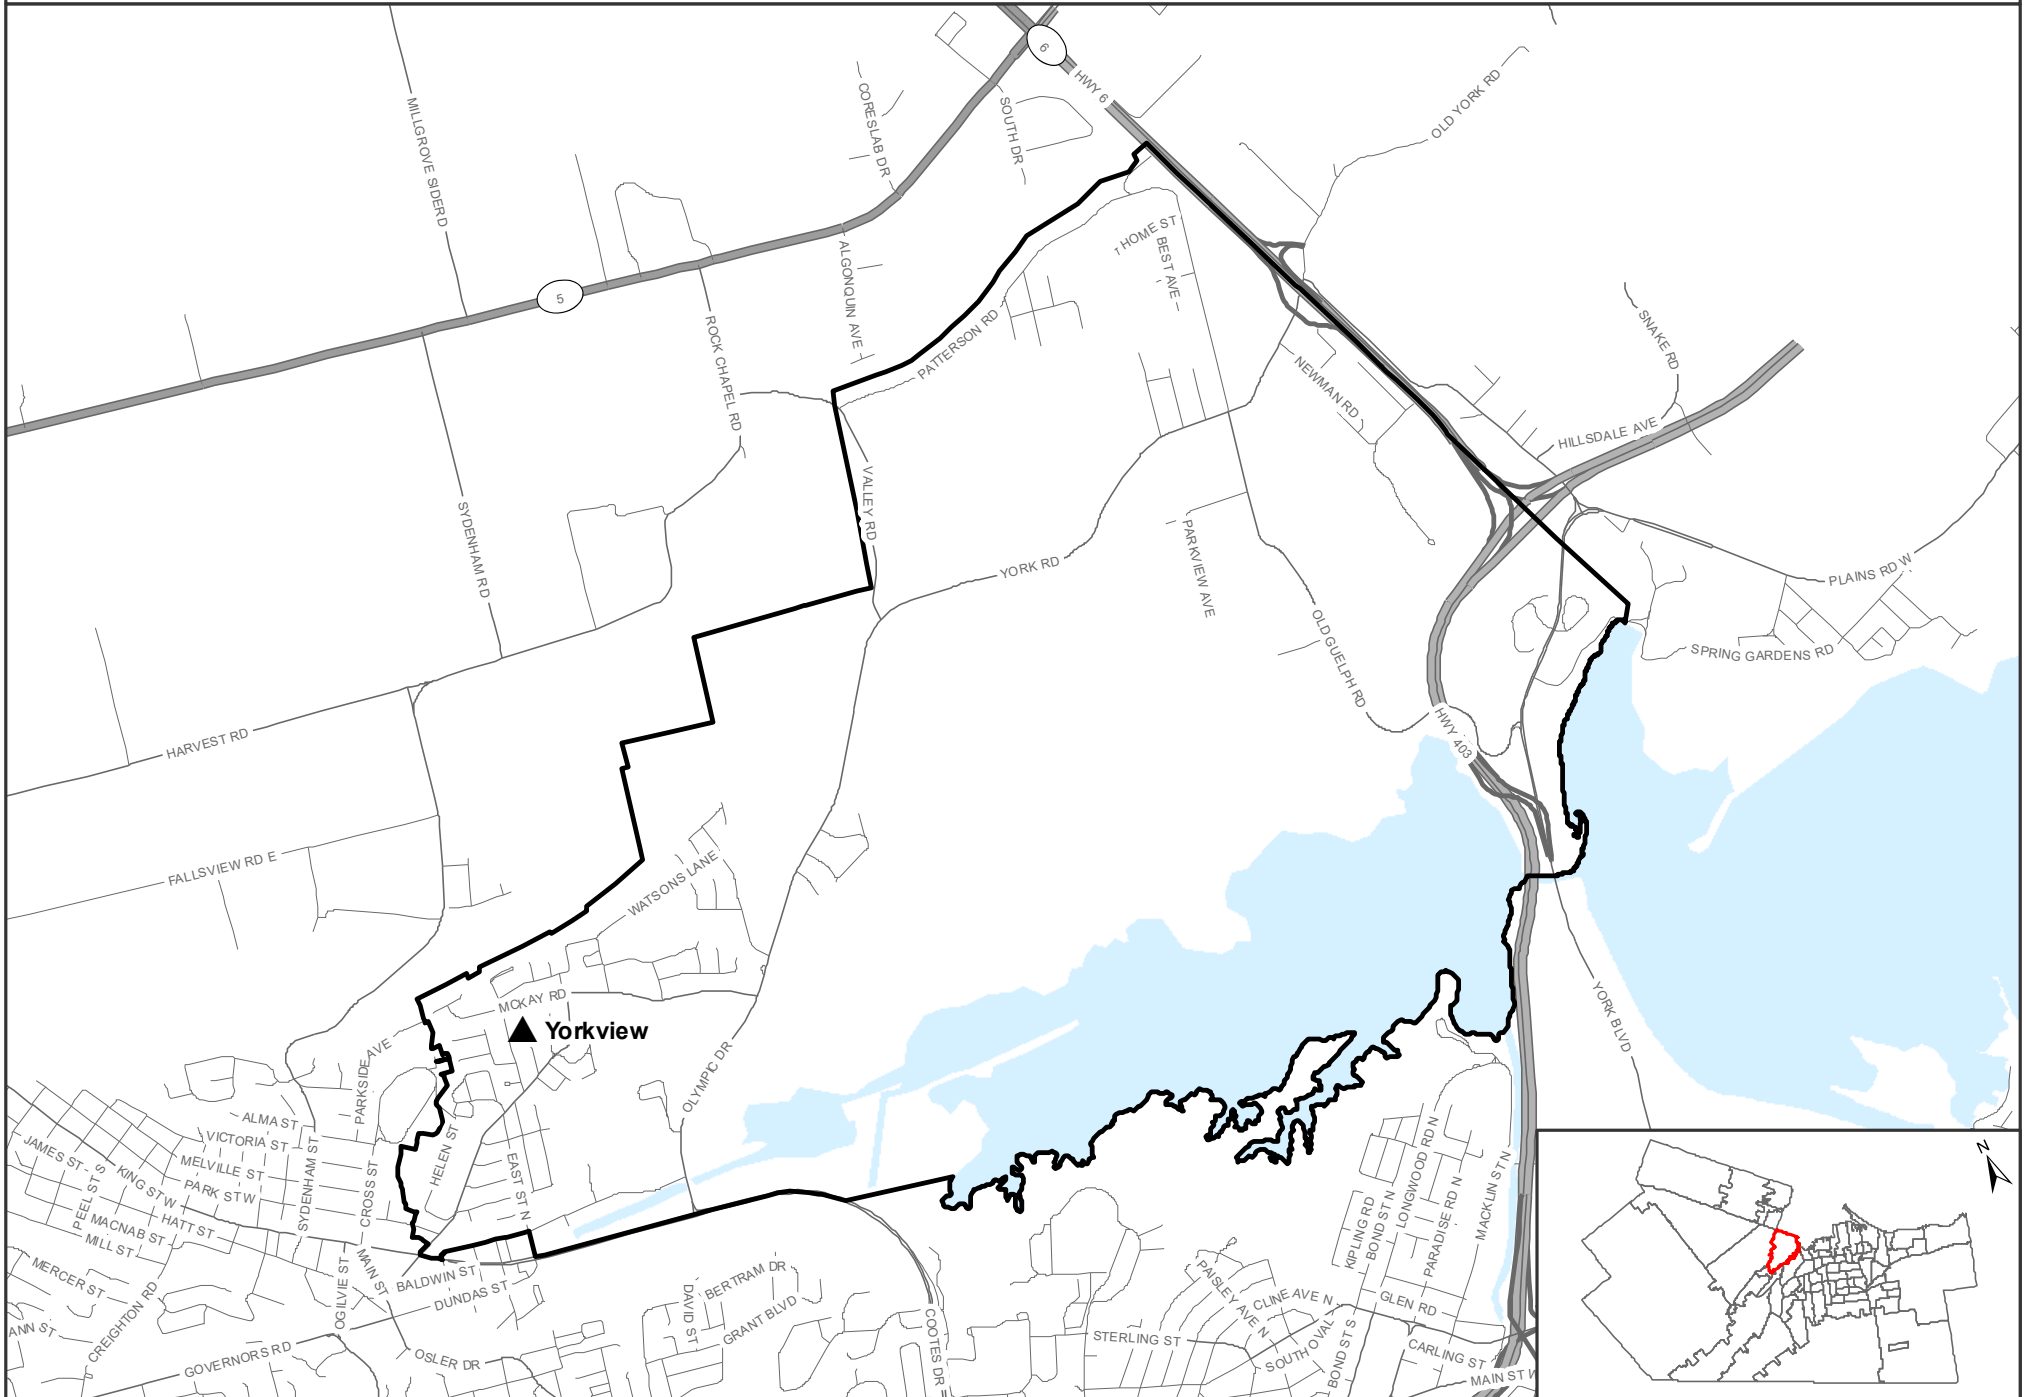 6
HWY 6
OLD YORK RD
CORESLAB DR
SOUTH DR
MILLGROVE SIDERD
HOME ST
BEST AVE
ALGONQUIN AVE
5
ROCK CHAPEL RD
PATTERSON RD
SNAKE RD
NEWMAN RD
HILLSDALE AVE
VALLEY RD
SYDENHAM RD
YORK RD
PARKVIEW AVE
PLAINS RD W
OLD GUELPH RD
SPRING GARDENS RD
HARVEST RD
HWY 403
FALLSVIEW RD E
WATSONS LANE
MCKAY RD
Yorkview
YORK BLVD
PARKSIDE AVE
OLYMPIC DR
ALMA ST
VICTORIA ST
MELVILLE ST
PARK ST W
HATT ST
JAMES ST
KING ST W
PEEL ST S
MACNAB ST
MILL ST
MERCER ST
CREIGHTON RD
SYDENHAM ST
CROSS ST
HELEN ST
EAST ST N
OGILVIE ST
MAIN ST
BALDWIN ST
DUNDAS ST
GOVERNORS RD
OSLER DR
ANN ST
DAVID ST
BERTRAM DR
GRANT BLVD
COOTES DR
STERLING ST
PAISLEY AVE N
CLINE AVE N
SOUTH OVAL
BOND ST S
KIPLING RD
BOND ST N
LONGWOOD RD N
PARADISE RD N
MACKLIN ST N
GLEN RD
CARLING ST
MAIN ST W
N